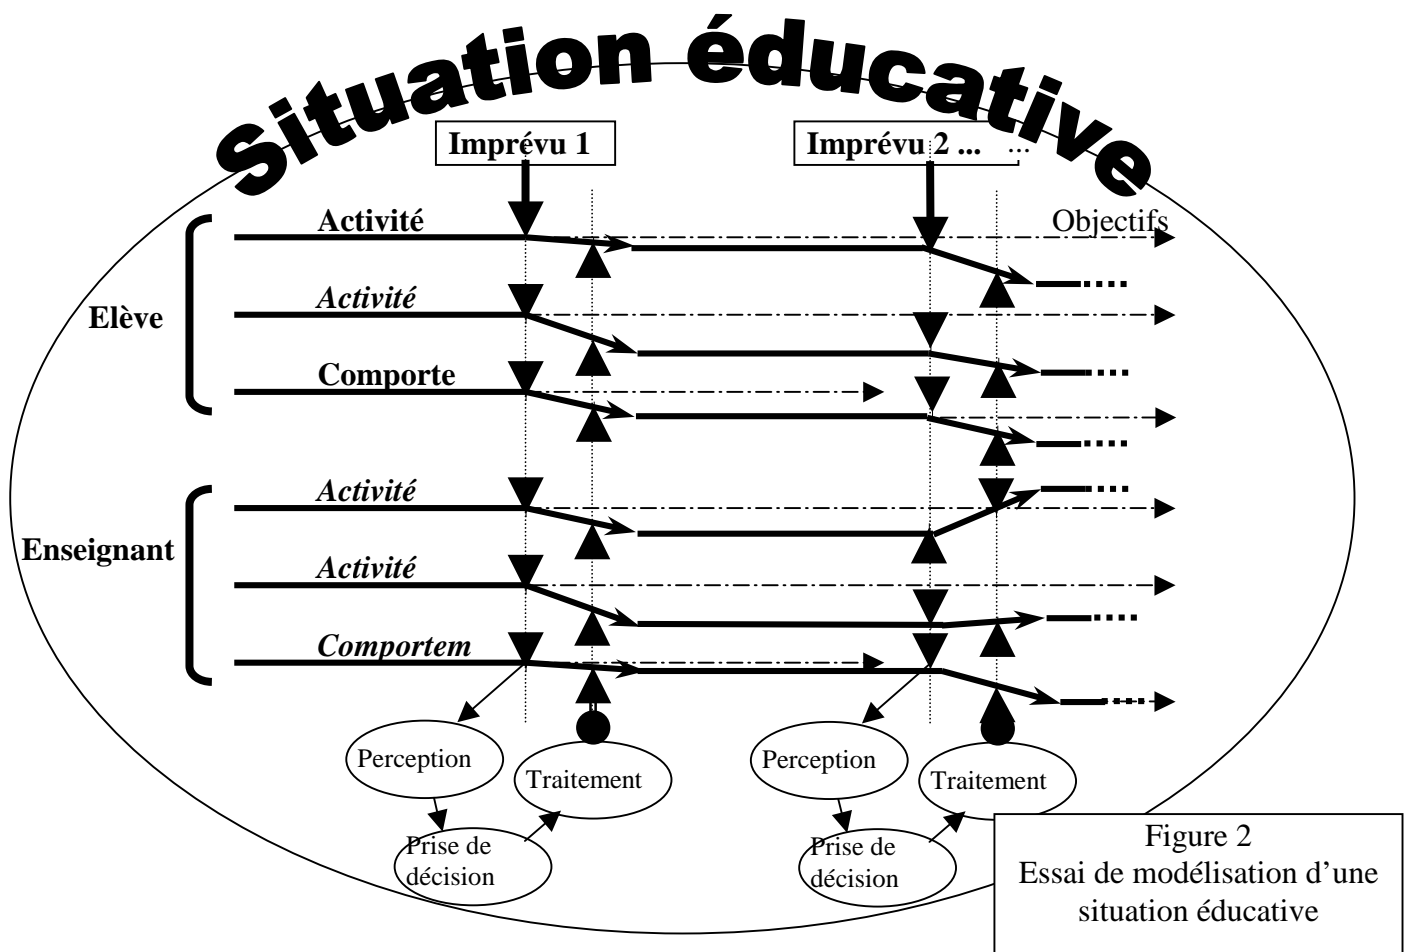 Situation éducative
Imprévu 1
Imprévu 2 ... ...
Activité
Objectifs
Activité
Elève
Comporte
Activité
Enseignant
Activité
Comportem
Perception
Traitement
Prise de
décision
Perception
Traitement
Prise de
décision
Figure 2
Essai de modélisation d’une
situation éducative